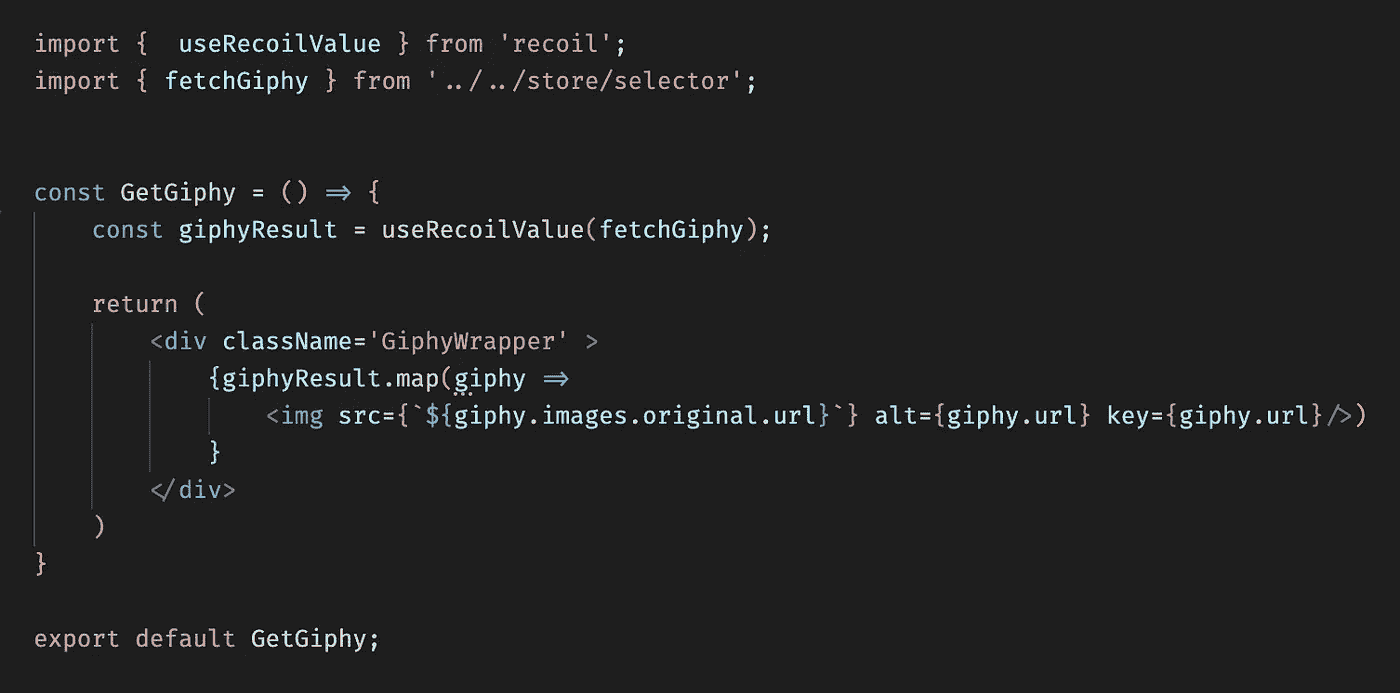 import {  useRecoilValue } from 'recoil';
import { fetchGiphy } from '../../store/selector';
const GetGiphy = () => {
    const giphyResult = useRecoilValue(fetchGiphy);
    return (
        <div className='GiphyWrapper' >
            {giphyResult.map(giphy =>
                <img src={`${giphy.images.original.url}`} alt={giphy.url} key={giphy.url}/>)
            }
        </div>
    )
}
export default GetGiphy;